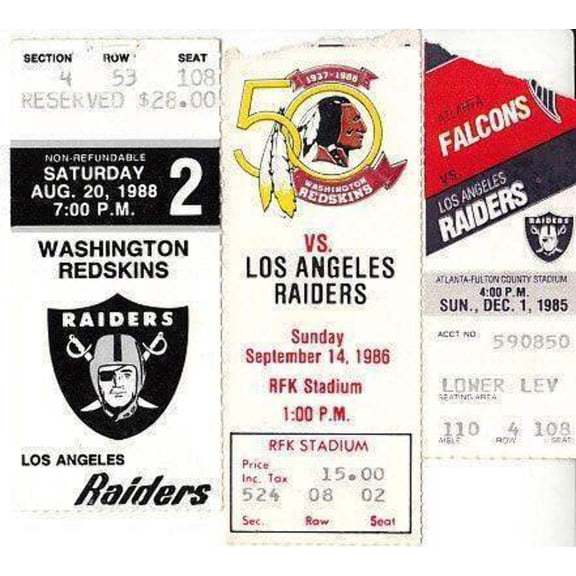 SECTION ROW SEAT
4 53 108
RESERVED $28.00
NON-REFUNDABLE
SATURDAY
AUG. 20, 1988
7:00 P.M.
2
WASHINGTON
REDSKINS
RAIDERS
LOS ANGELES
Raiders
1937-1986
50
WASHINGTON
REDSKINS
VS.
LOS ANGELES
RAIDERS
Sunday
September 14, 1986
RFK Stadium
1:00 P.M.
RFK STADIUM
Price
Inc. Tax 15.00
524 08 02
Sec. Row Seat
ATLANTA
FALCONS
VS.
LOS ANGELES
RAIDERS
RAIDERS
ATLANTA-FULTON COUNTY STADIUM
4:00 P.M.
SUN., DEC. 1, 1985
ACCT NO. 590850
LOWER LEV
SEATING AREA
110 4 108
AISLE ROW SEAT